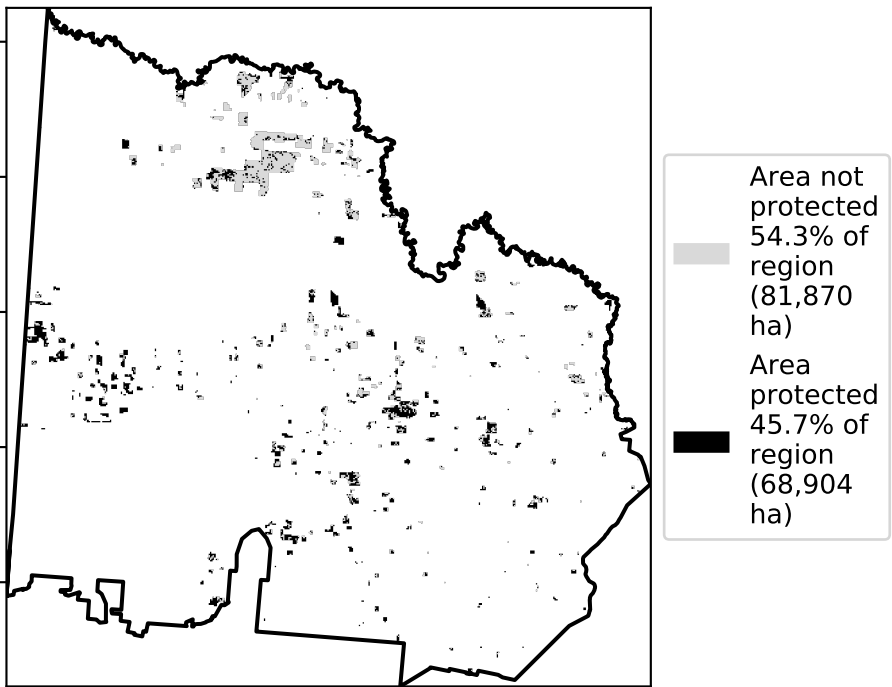 Area not
protected
54.3% of
region
(81,870
ha)
Area
protected
45.7% of
region
(68,904
ha)